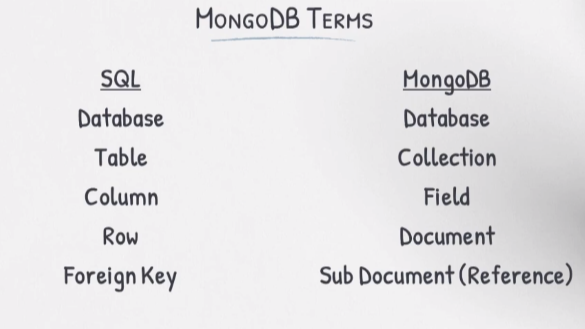 MONGODB TERMS
SQL MongoDB
Database Database
Table Collection
Column Field
Row Document
Foreign Key Sub Document (Reference)